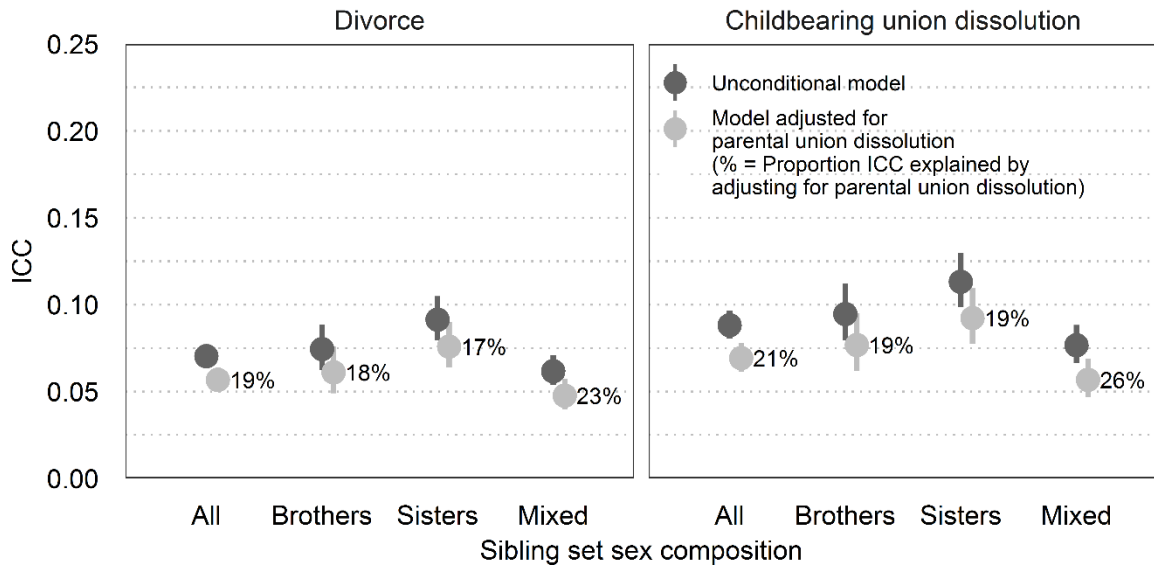 Divorce
Childbearing union dissolution
0.25
0.20
0.15
0.10
0.05
0.00
ICC
Unconditional model
Model adjusted for
parental union dissolution
(% = Proportion ICC explained by
adjusting for parental union dissolution)
19%
18%
17%
23%
21%
19%
19%
26%
All Brothers Sisters Mixed
All Brothers Sisters Mixed
Sibling set sex composition